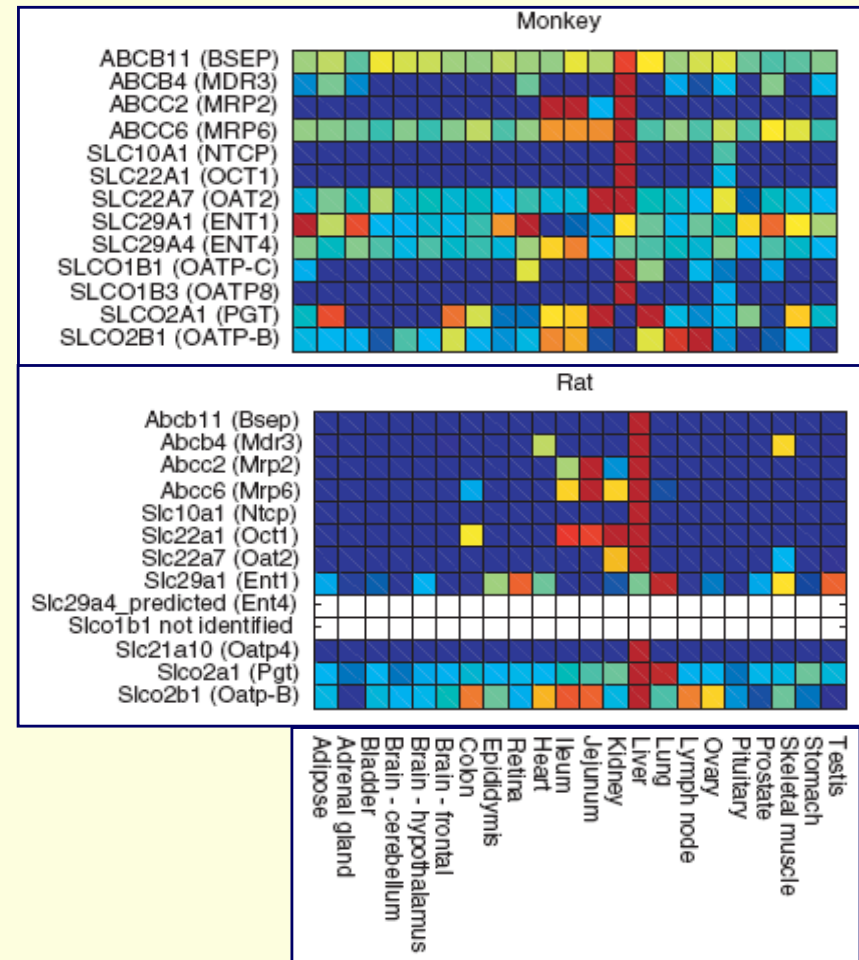 Monkey
ABCB11 (BSEP)
ABCB4 (MDR3)
ABCC2 (MRP2)
ABCC6 (MRP6)
SLC10A1 (NTCP)
SLC22A1 (OCT1)
SLC22A7 (OAT2)
SLC29A1 (ENT1)
SLC29A4 (ENT4)
SLCO1B1 (OATP-C)
SLCO1B3 (OATP8)
SLCO2A1 (PGT)
SLCO2B1 (OATP-B)
Rat
Abcb11 (Bsep)
Abcb4 (Mdr3)
Abcc2 (Mrp2)
Abcc6 (Mrp6)
Slc10a1 (Ntcp)
Slc22a1 (Oct1)
Slc22a7 (Oat2)
Slc29a1 (Ent1)
Slc29a4_predicted (Ent4)
Slco1b1 not identified
Slc21a10 (Oatp4)
Slco2a1 (Pgt)
Slco2b1 (Oatp-B)
Adipose
Adrenal gland
Bladder
Brain - cerebellum
Brain - hypothalamus
Brain - frontal
Colon
Epididymis
Retina
Heart
Ileum
Jejunum
Kidney
Liver
Lung
Lymph node
Ovary
Pituitary
Prostate
Skeletal muscle
Stomach
Testis